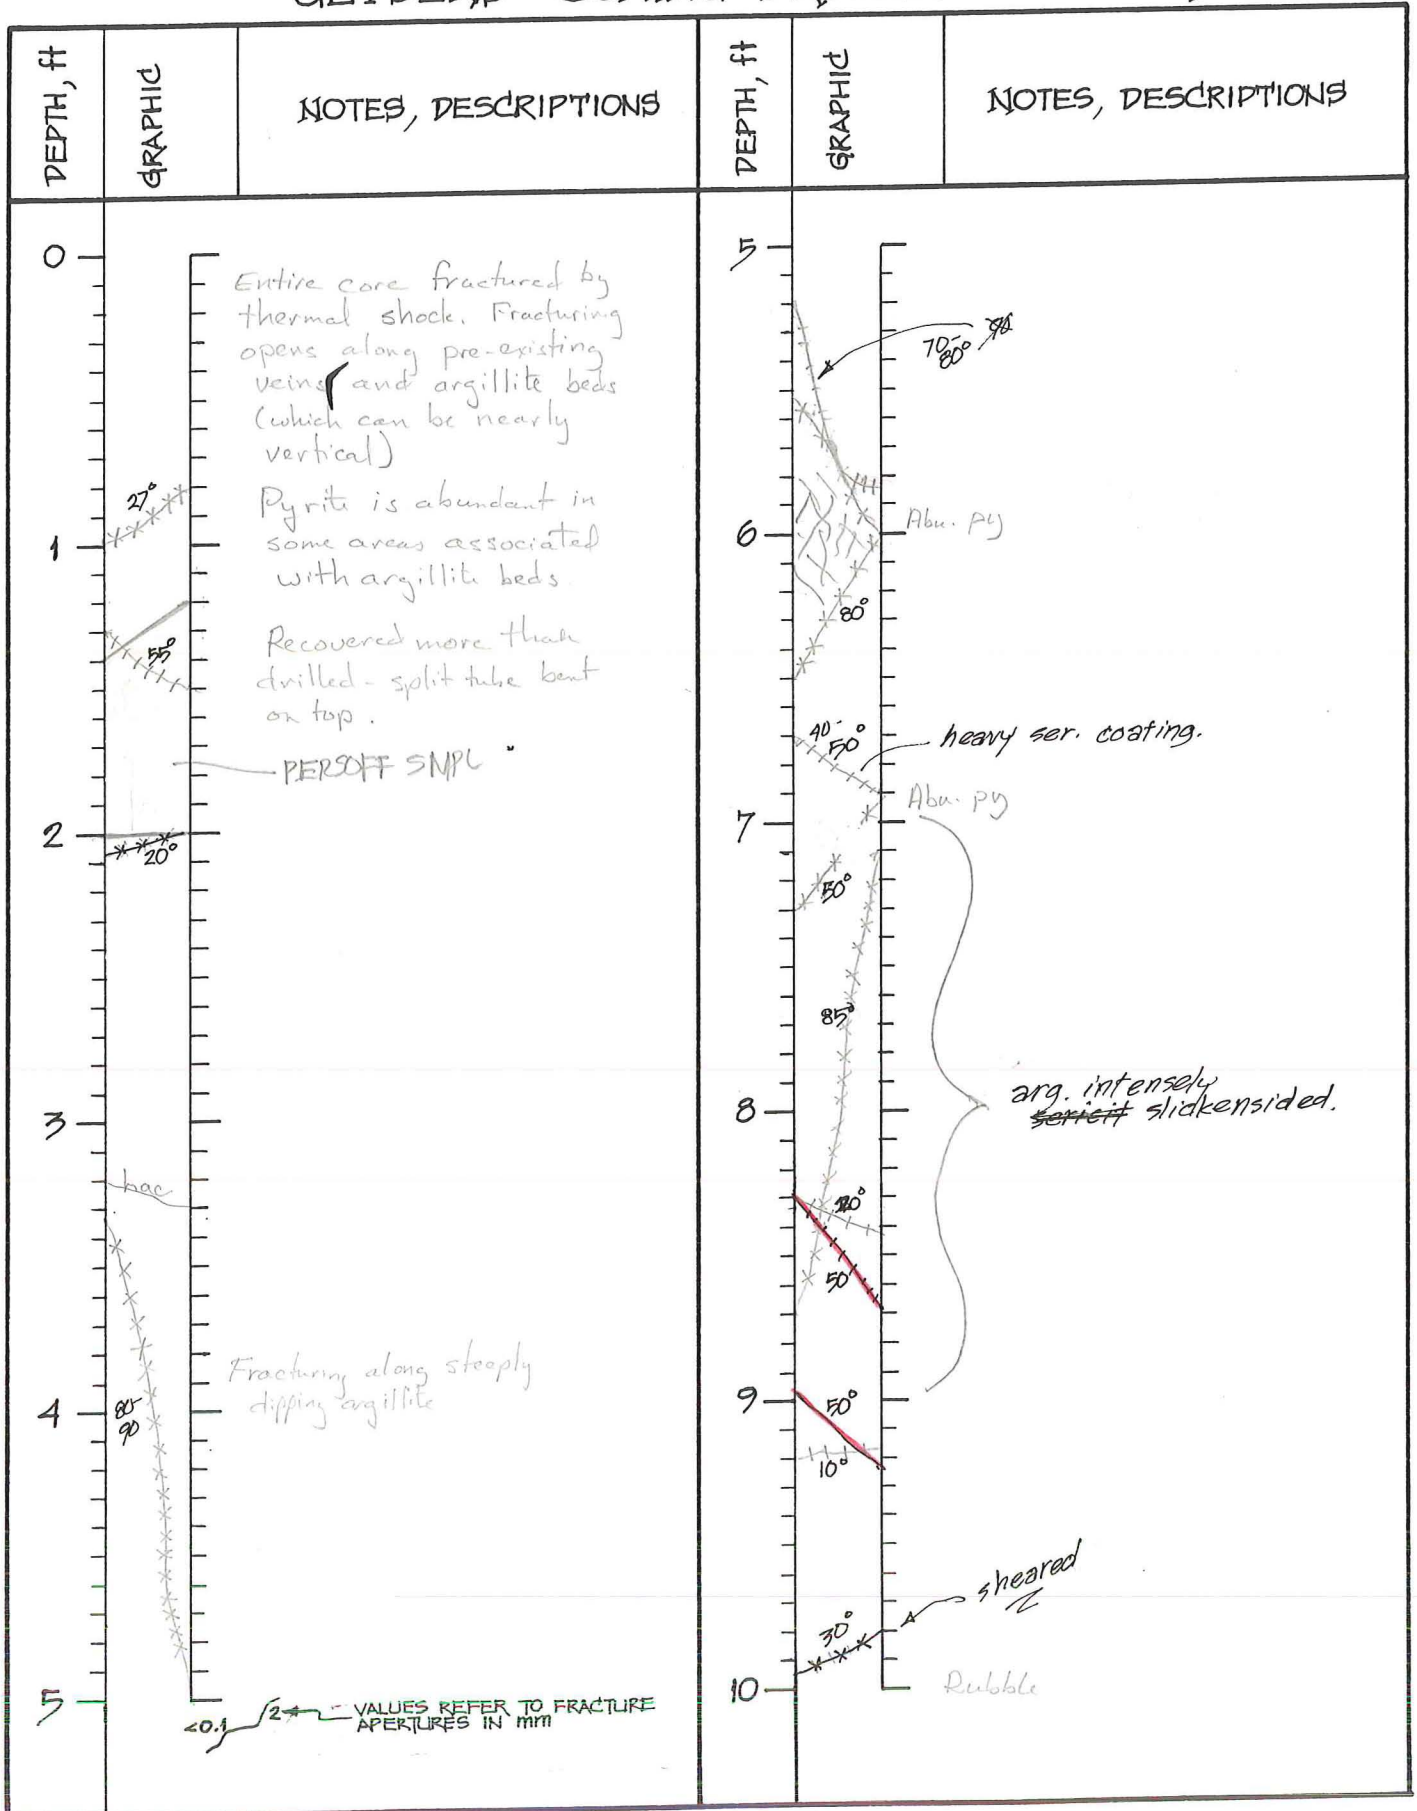 DEPTH, ft
GRAPHIC
NOTES, DESCRIPTIONS
0
Entire core fractured by
thermal shock. Fracturing
opens along pre-existing
veins and argillite beds
(which can be nearly
vertical)
27°
Pyrite is abundant in
1
some areas associated
with argillite beds
Recovered more than
55°
drilled - split tube bent
on top.
PERSOFF SMPL
2
20°
3
bac
Fracturing along steeply
dipping argillite
80-
4
90
5
<0.1
2
VALUES REFER TO FRACTURE
APERTURES IN mm
DEPTH, ft
GRAPHIC
NOTES, DESCRIPTIONS
5
70-
80°
Abu. py
6
80°
40-
50°
heavy ser. coating.
Abu. py
7
50°
85°
arg. intensely
sericit slickensided.
8
50
9
50°
10°
sheared
30°
10
Rubble